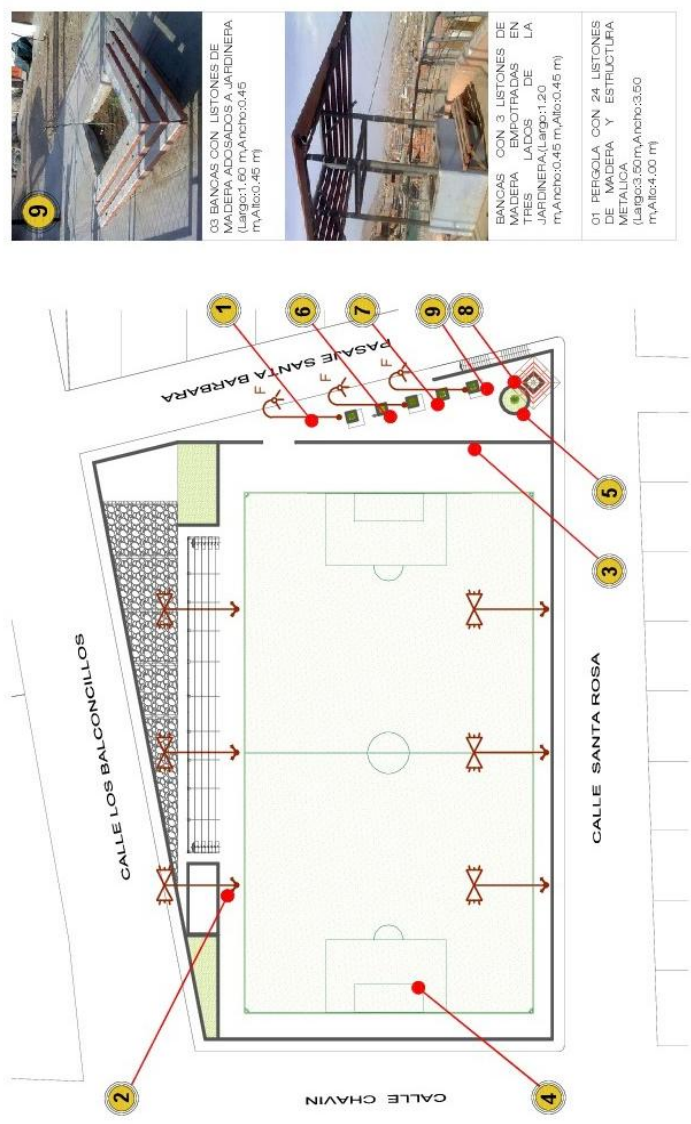 9
03 BANCAS CON LISTONES DE
MADERA ADOSADOS A JARDINERA
(Largo:1.60 m,Ancho:0.45
m,Alto:0.45 m)
BANCAS CON 3 LISTONES DE
MADERA EMPOTRADAS EN
TRES LADOS DE LA
JARDINERA,(Largo:1.20
m,Ancho:0.45 m,Alto:0.45 m)
01 PERGOLA CON 24 LISTONES
DE MADERA Y ESTRUCTURA
METALICA
(Largo:3.50 m,Ancho:3.50
m,Alto:4.00 m)
1
6
7
9
8
PASAJE SANTA BARBARA
F
F
F
5
3
CALLE LOS BALCONCILLOS
CALLE SANTA ROSA
2
CALLE CHAVIN
4